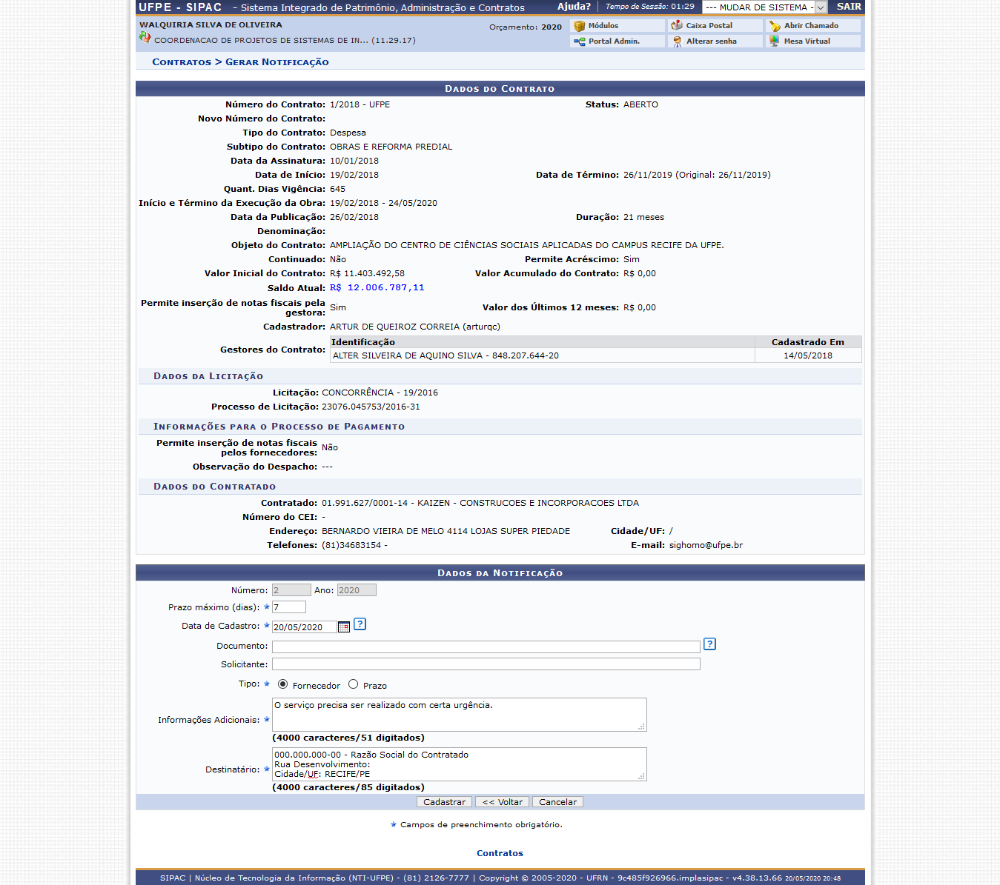 UFPE - SIPAC - Sistema Integrado de Patrimônio, Administração e Contratos Ajuda? Tempo de Sessão: 01:29 --- MUDAR DE SISTEMA - SAIR
WALQUIRIA SILVA DE OLIVEIRA Orçamento: 2020 Módulos Caixa Postal Abrir Chamado
COORDENACAO DE PROJETOS DE SISTEMAS DE IN... (11.29.17) Portal Admin. Alterar senha Mesa Virtual
CONTRATOS > GERAR NOTIFICAÇÃO
DADOS DO CONTRATO
Número do Contrato: 1/2018 - UFPE Status: ABERTO
Novo Número do Contrato:
Tipo do Contrato: Despesa
Subtipo do Contrato: OBRAS E REFORMA PREDIAL
Data da Assinatura: 10/01/2018
Data de Início: 19/02/2018 Data de Término: 26/11/2019 (Original: 26/11/2019)
Quant. Dias Vigência: 645
Início e Término da Execução da Obra: 19/02/2018 - 24/05/2020
Data da Publicação: 26/02/2018 Duração: 21 meses
Denominação:
Objeto do Contrato: AMPLIAÇÃO DO CENTRO DE CIÊNCIAS SOCIAIS APLICADAS DO CAMPUS RECIFE DA UFPE.
Continuado: Não Permite Acréscimo: Sim
Valor Inicial do Contrato: R$ 11.403.492,58 Valor Acumulado do Contrato: R$ 0,00
Saldo Atual: R$ 12.006.787,11
Permite inserção de notas fiscais pela
gestora: Sim Valor dos Últimos 12 meses: R$ 0,00
Cadastrador: ARTUR DE QUEIROZ CORREIA (arturqc)
Gestores do Contrato: Identificação Cadastrado Em
ALTER SILVEIRA DE AQUINO SILVA - 848.207.644-20 14/05/2018
DADOS DA LICITAÇÃO
Licitação: CONCORRÊNCIA - 19/2016
Processo de Licitação: 23076.045753/2016-31
INFORMAÇÕES PARA O PROCESSO DE PAGAMENTO
Permite inserção de notas fiscais
pelos fornecedores: Não
Observação do Despacho: ---
DADOS DO CONTRATADO
Contratado: 01.991.627/0001-14 - KAIZEN - CONSTRUCOES E INCORPORACOES LTDA
Número do CEI: -
Endereço: BERNARDO VIEIRA DE MELO 4114 LOJAS SUPER PIEDADE Cidade/UF: /
Telefones: (81)34683154 - E-mail: sighomo@ufpe.br
DADOS DA NOTIFICAÇÃO
Número: 2 Ano: 2020
Prazo máximo (dias): 7
Data de Cadastro: 20/05/2020 ?
Documento: ?
Solicitante:
Tipo: Fornecedor Prazo
Informações Adicionais: O serviço precisa ser realizado com certa urgência.
(4000 caracteres/51 digitados)
Destinatário: 000.000.000-00 - Razão Social do Contratado
Rua Desenvolvimento:
Cidade/UF: RECIFE/PE
(4000 caracteres/85 digitados)
Cadastrar << Voltar Cancelar
Campos de preenchimento obrigatório.
Contratos
SIPAC | Núcleo de Tecnologia da Informação (NTI-UFPE) - (81) 2126-7777 | Copyright © 2005-2020 - UFRN - 9c485f926966.implasipac - v4.38.13.66 20/05/2020 20:48